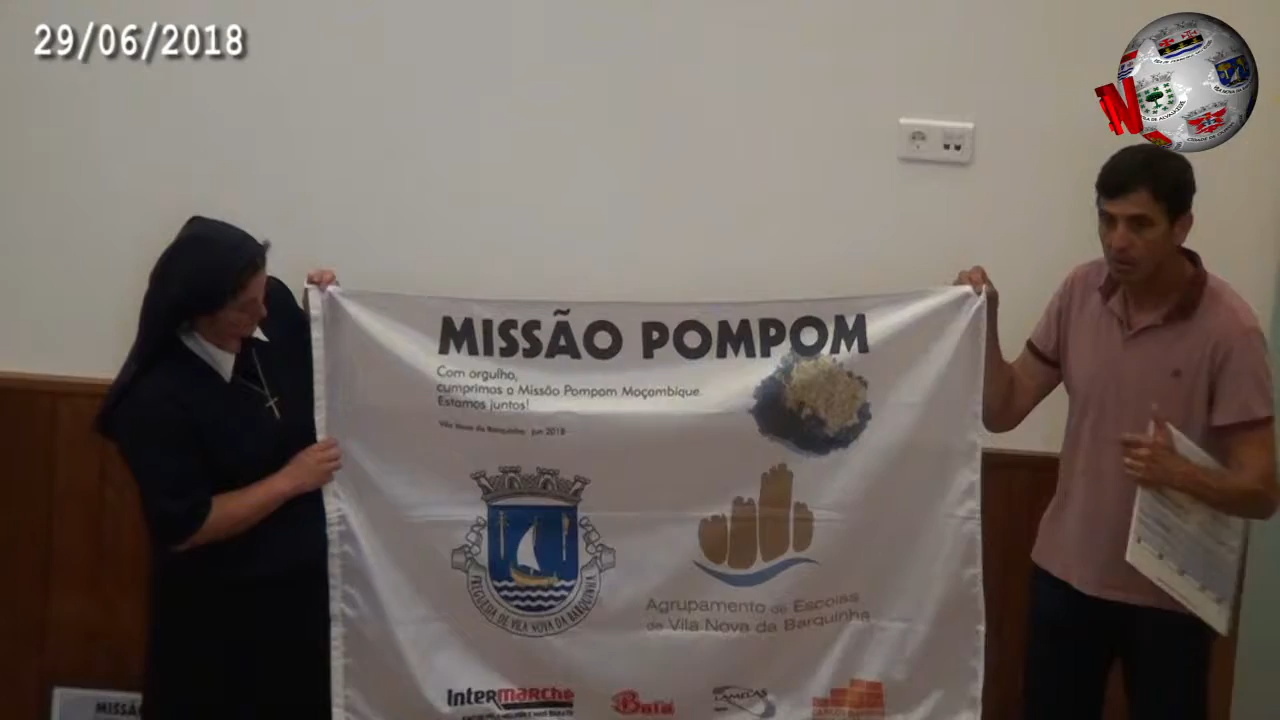 29/06/2018
MISSÃO POMPOM
Com orgulho,
cumprimos a Missão Pompom Moçambique.
Estamos juntos!
Vila Nova da Barquinha, jun 2018
FREGUESIA DE VILA NOVA DA BARQUINHA
Agrupamento de Escolas
de Vila Nova da Barquinha
INTERMARCHÉ
LAMELAS
MISSÃ
N